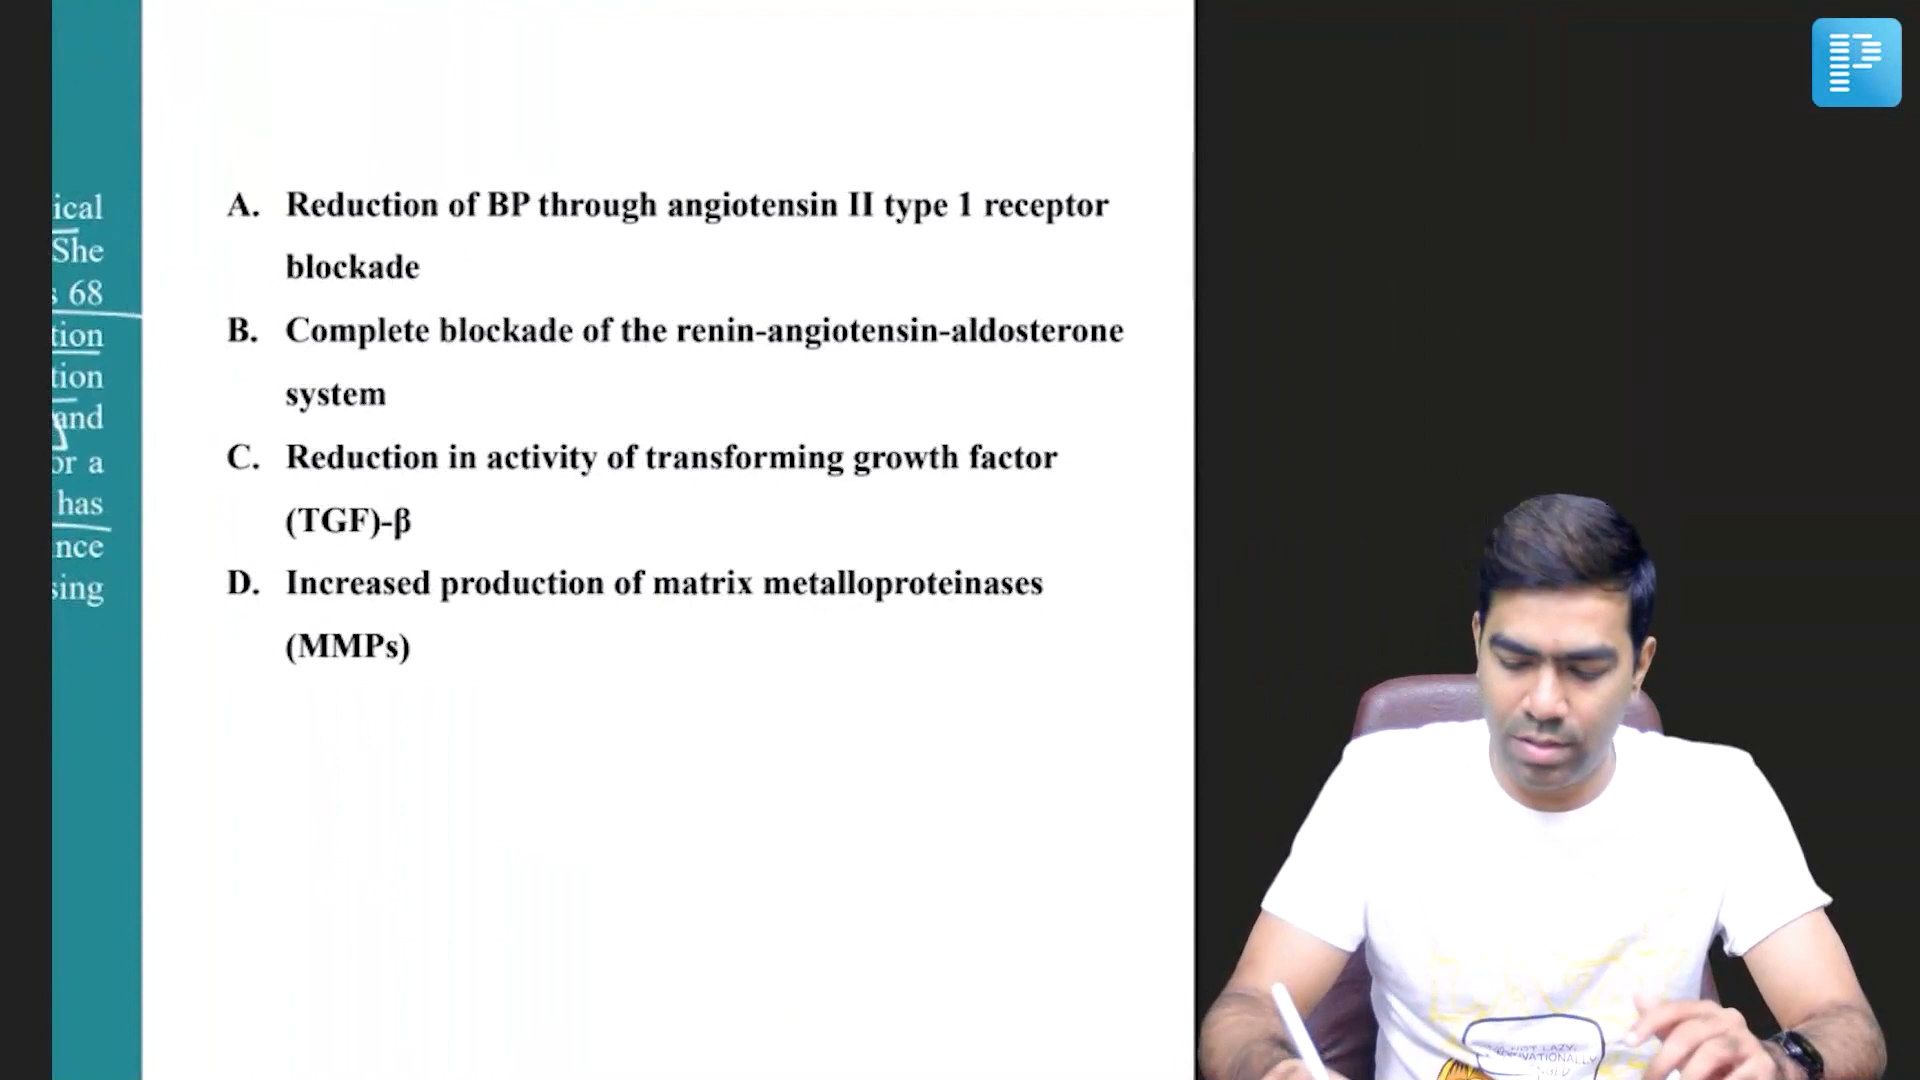 ical
She
68
tion
tion
and
or a
has
nce
sing
A. Reduction of BP through angiotensin II type 1 receptor
blockade
B. Complete blockade of the renin-angiotensin-aldosterone
system
C. Reduction in activity of transforming growth factor
(TGF)-β
D. Increased production of matrix metalloproteinases
(MMPs)